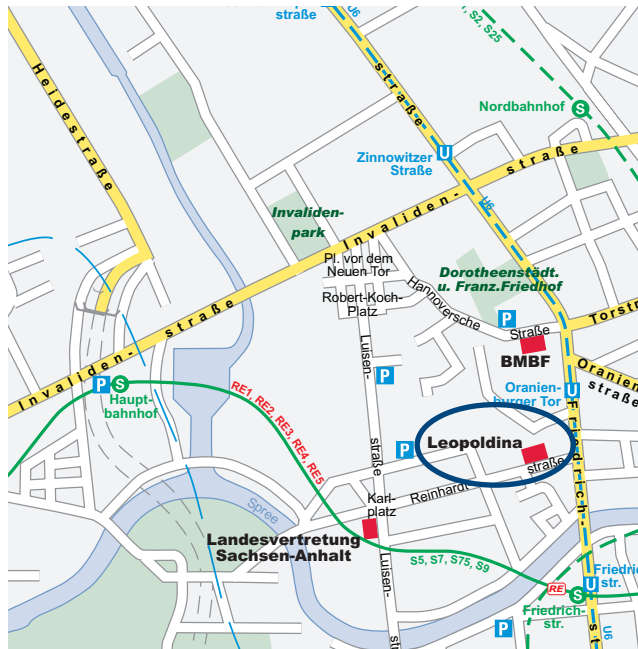 U6
straße
S1, S2, S25
Heidestraße
straße
Nordbahnhof
S
Zinnowitzer
Straße
U
straße
U6
Invaliden-
Invaliden-
park
Pl. vor dem
Neuen Tor
Dorotheenstädt.
u. Franz.Friedhof
Robert-Koch-
Platz
Hannoversche
Straße
P
Torstr
straße
Luisen-
BMBF
Oranien
straße
Invaliden-
P
S
Haupt-
bahnhof
P
RE1, RE2, RE3, RE4, RE5
Oranien-
burger Tor
U
Friedrich-
P
Leopoldina
straße
straße
Reinhardt
Karl-
platz
Spree
Landesvertretung
Sachsen-Anhalt
S5, S7, S75, S9
Luisen-
RE
Friedrich
str.
U
S
Friedrich-
str.
P
U6
st
str